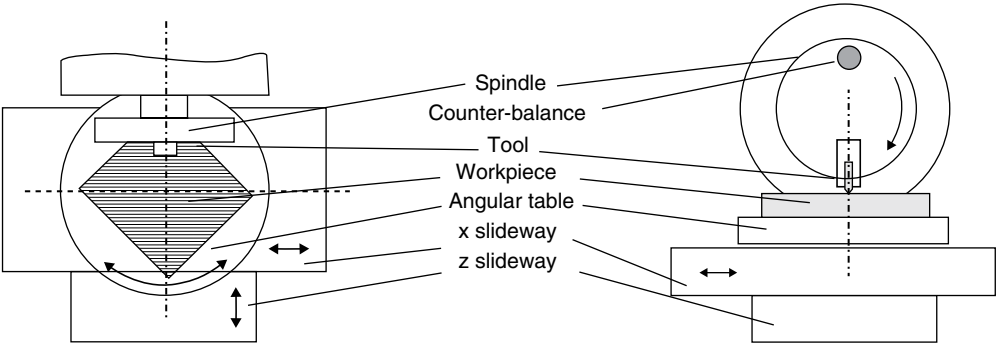 Spindle
Counter-balance
Tool
Workpiece
Angular table
x slideway
z slideway